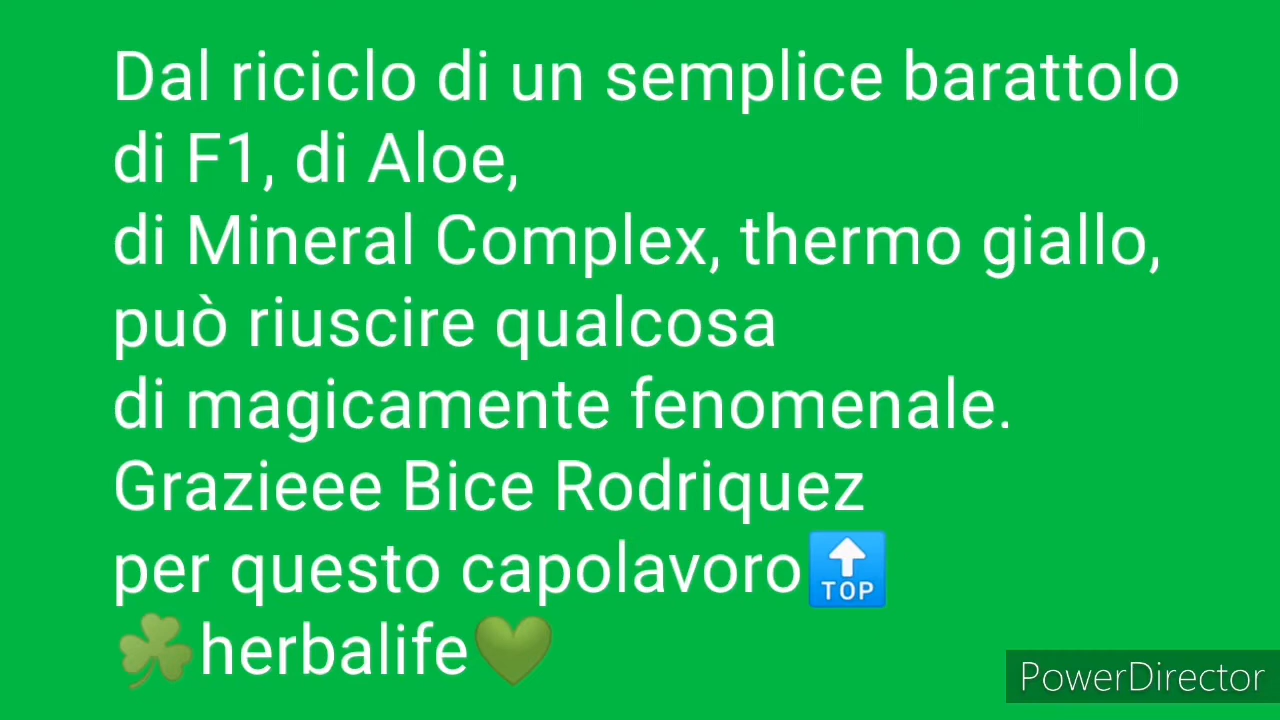 Dal riciclo di un semplice barattolo
di F1, di Aloe,
di Mineral Complex, thermo giallo,
può riuscire qualcosa
di magicamente fenomenale.
Grazieee Bice Rodriquez
per questo capolavoro🔝
☘️herbalife💚
PowerDirector